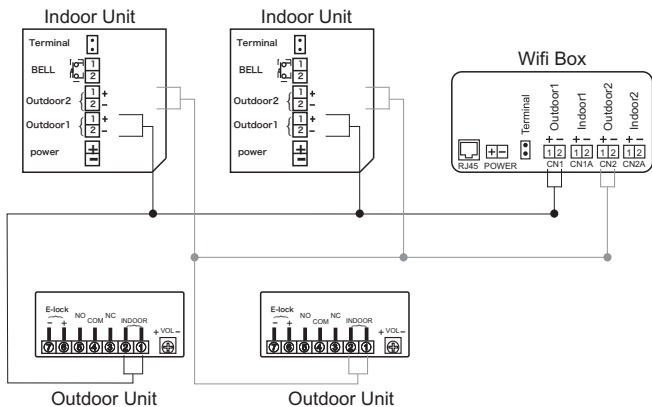 Indoor Unit
Terminal
BELL
1
2
Outdoor2 1 +
2 -
Outdoor1 1 +
2 -
power + -
Indoor Unit
Terminal
BELL
1
2
Outdoor2 1 +
2 -
Outdoor1 1 +
2 -
power + -
Wifi Box
Terminal
Outdoor1
Indoor1
Outdoor2
Indoor2
+ - + - + - + -
+ - 1 2 1 2 1 2 1 2
RJ45 POWER CN1 CN1A CN2 CN2A
E-lock NO COM NC INDOOR
- + + VOL -
7 6 5 4 3 2 1
Outdoor Unit
E-lock NO COM NC INDOOR
- + + VOL -
7 6 5 4 3 2 1
Outdoor Unit